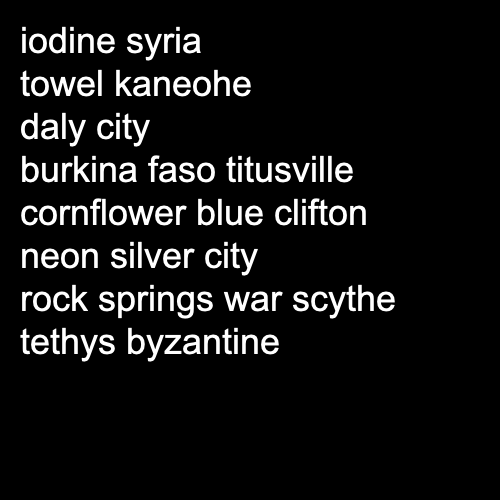 iodine syria
towel kaneohe
daly city
burkina faso titusville
cornflower blue clifton
neon silver city
rock springs war scythe
tethys byzantine